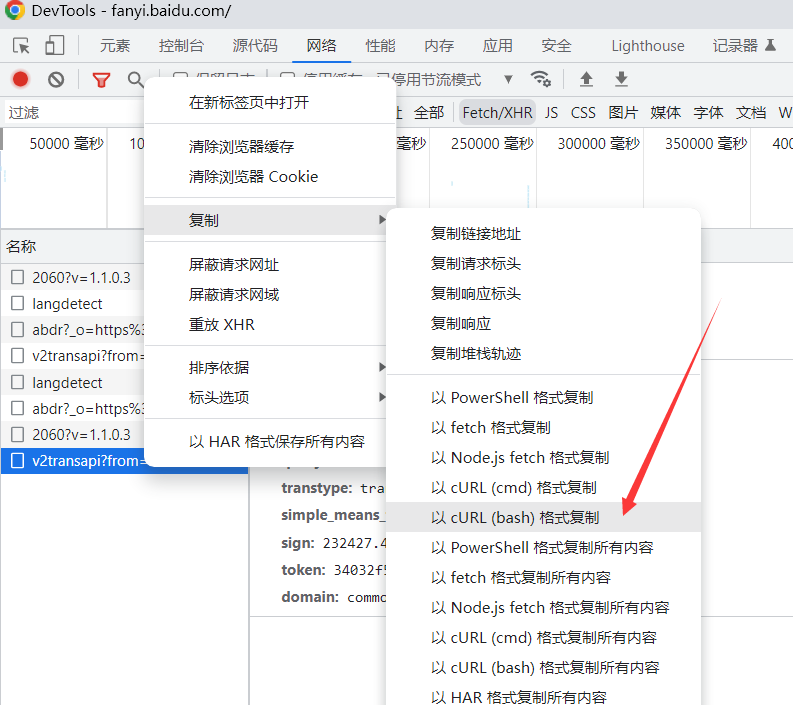 DevTools - fanyi.baidu.com/
元素 控制台 源代码 网络 性能 内存 应用 安全 Lighthouse 记录器
保留日志 停用缓存 已停用节流模式
过滤
全部 Fetch/XHR JS CSS 图片 媒体 字体 文档
50000 毫秒 毫秒 250000 毫秒 300000 毫秒 350000 毫秒
在新标签页中打开
清除浏览器缓存
清除浏览器 Cookie
复制
屏蔽请求网址
屏蔽请求网域
重放 XHR
排序依据
标头选项
以 HAR 格式保存所有内容
复制链接地址
复制请求标头
复制响应标头
复制响应
复制堆栈轨迹
以 PowerShell 格式复制
以 fetch 格式复制
以 Node.js fetch 格式复制
以 cURL (cmd) 格式复制
以 cURL (bash) 格式复制
以 PowerShell 格式复制所有内容
以 fetch 格式复制所有内容
以 Node.js fetch 格式复制所有内容
以 cURL (cmd) 格式复制所有内容
以 cURL (bash) 格式复制所有内容
以 HAR 格式复制所有内容
名称
2060?v=1.1.0.3
langdetect
abdr?_o=https%3
v2transapi?from=
langdetect
abdr?_o=https%3
2060?v=1.1.0.3
v2transapi?from=
transtype: tra
simple_means_
sign: 232427.4
token: 34032f5
domain: commo